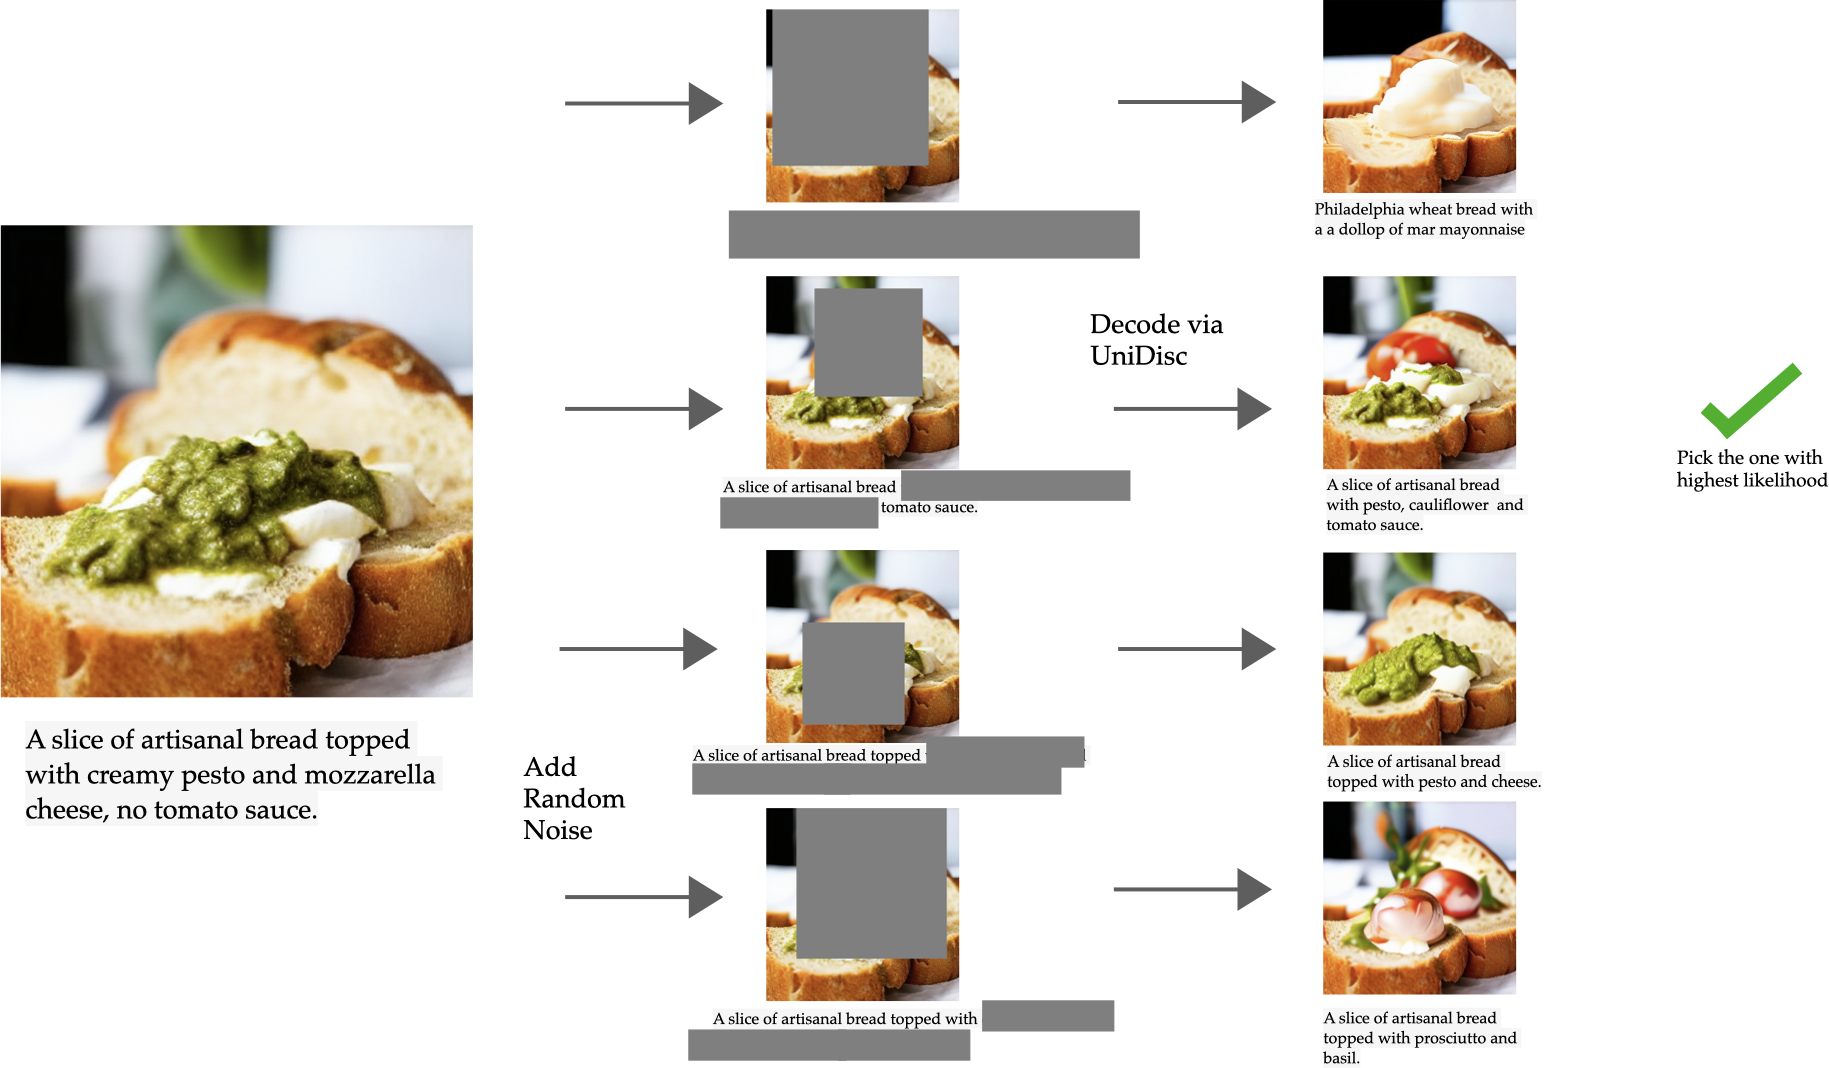 A slice of artisanal bread topped
with creamy pesto and mozzarella
cheese, no tomato sauce.
Add
Random
Noise
A slice of artisanal bread
tomato sauce.
A slice of artisanal bread topped
A slice of artisanal bread topped with
Decode via
UniDisc
Philadelphia wheat bread with
a a dollop of mar mayonnaise
A slice of artisanal bread
with pesto, cauliflower and
tomato sauce.
A slice of artisanal bread
topped with pesto and cheese.
A slice of artisanal bread
topped with prosciutto and
basil.
Pick the one with
highest likelihood